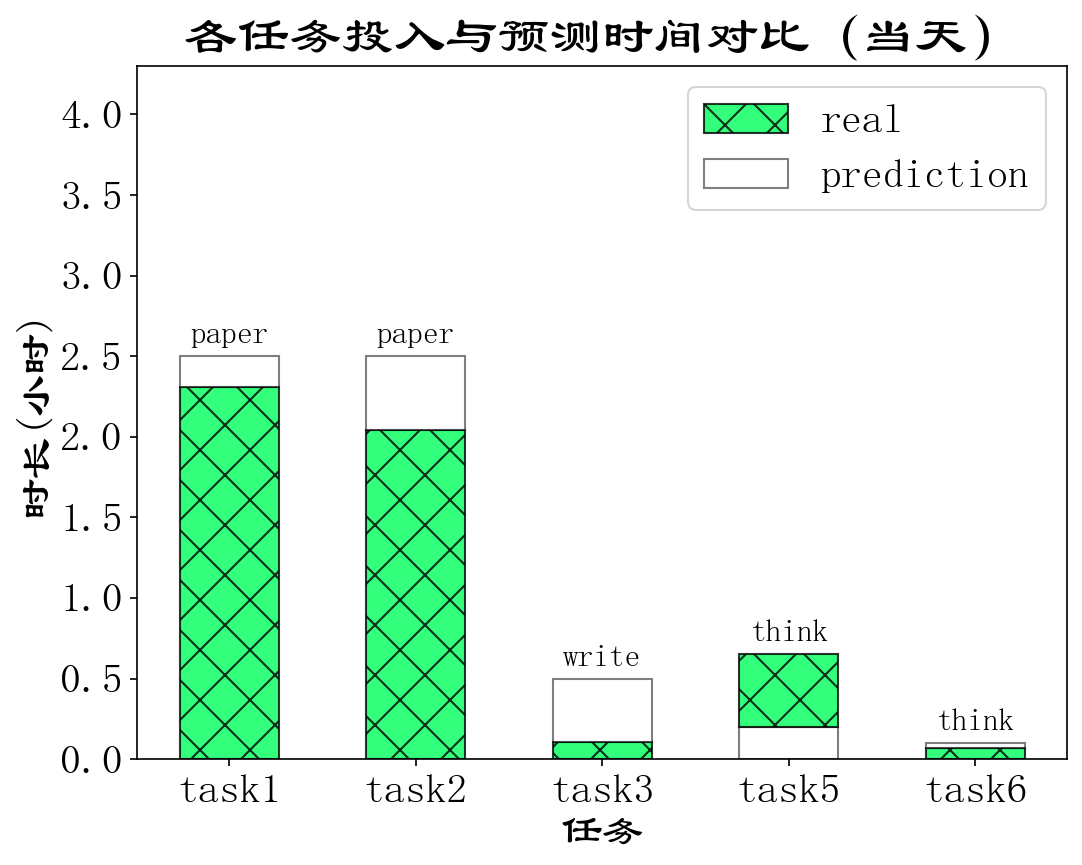 各任务投入与预测时间对比 (当天)
real
prediction
时长(小时)
4.0
3.5
3.0
2.5
2.0
1.5
1.0
0.5
0.0
paper
paper
write
think
think
task1
task2
task3
task5
task6
任务